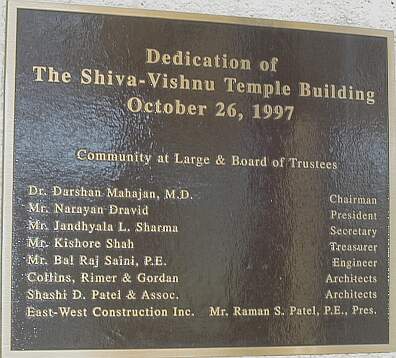 Dedication of
The Shiva-Vishnu Temple Building
October 26, 1997
Community at Large & Board of Trustees
Dr. Darshan Mahajan, M.D. Chairman
Mr. Narayan Dravid President
Mr. Jandhyala L. Sharma Secretary
Mr. Kishore Shah Treasurer
Mr. Bal Raj Saini, P.E. Engineer
Collins, Rimer & Gordan Architects
Shashi D. Patel & Assoc. Architects
East-West Construction Inc. Mr. Raman S. Patel, P.E., Pres.